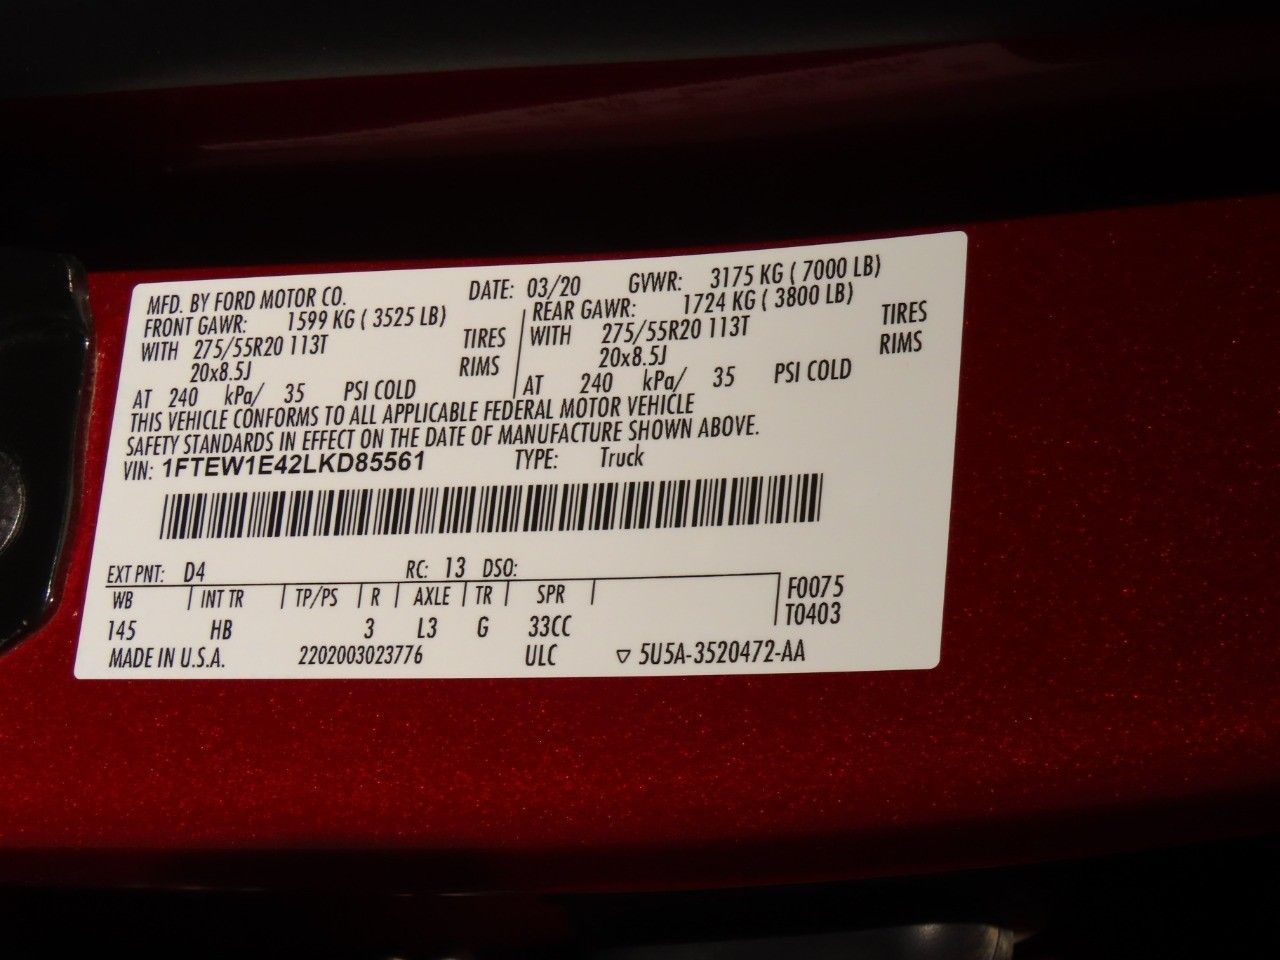 MFD. BY FORD MOTOR CO. DATE: 03/20 GVWR: 3175 KG ( 7000 LB)
FRONT GAWR: 1599 KG ( 3525 LB) REAR GAWR: 1724 KG ( 3800 LB)
WITH 275/55R20 113T TIRES WITH 275/55R20 113T TIRES
20x8.5J RIMS 20x8.5J RIMS
AT 240 kPa/ 35 PSI COLD AT 240 kPa/ 35 PSI COLD
THIS VEHICLE CONFORMS TO ALL APPLICABLE FEDERAL MOTOR VEHICLE
SAFETY STANDARDS IN EFFECT ON THE DATE OF MANUFACTURE SHOWN ABOVE.
VIN: 1FTEW1E42LKD85561 TYPE: Truck
EXT PNT: D4 RC: 13 DSO:
WB INT TR TP/PS R AXLE TR SPR F0075
T0403
145 HB 3 L3 G 33CC
MADE IN U.S.A. 2202003023776 ULC ▽ 5U5A-3520472-AA